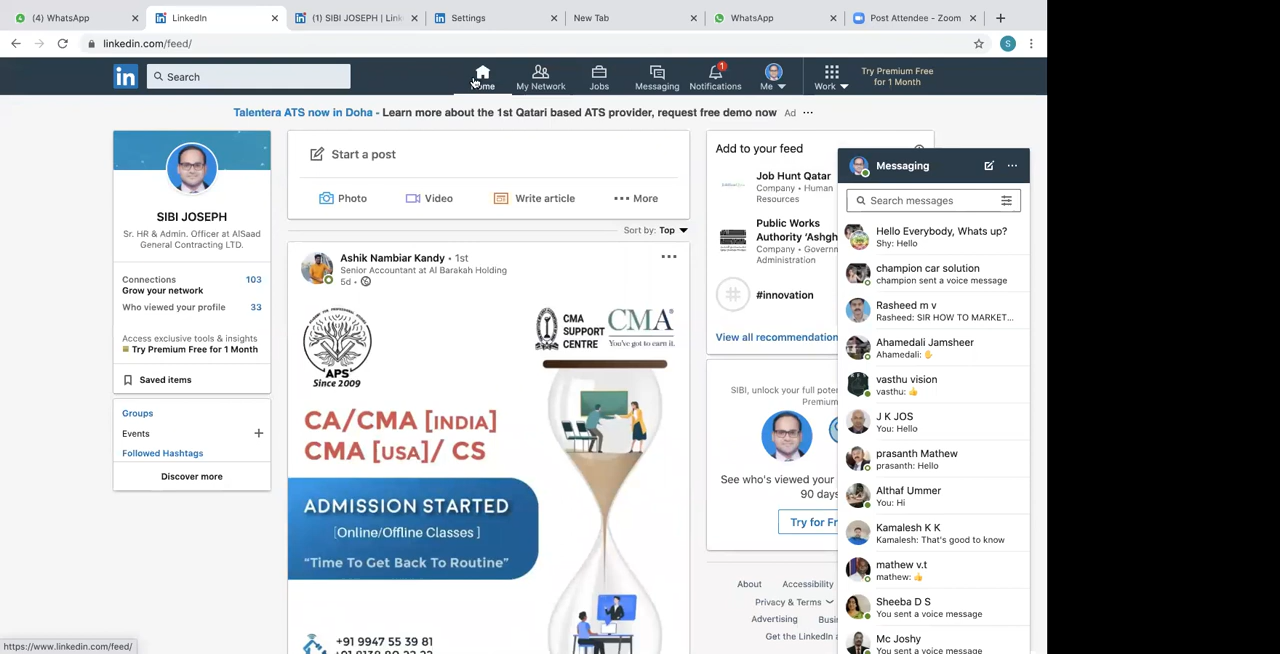 (4) WhatsApp
LinkedIn
(1) SIBI JOSEPH | Link
Settings
New Tab
WhatsApp
Post Attendee - Zoom
linkedin.com/feed/
S
in
Search
Home
My Network
Jobs
Messaging
1
Notifications
Me
Work
Try Premium Free
for 1 Month
Talentera ATS now in Doha - Learn more about the 1st Qatari based ATS provider, request free demo now Ad ...
SIBI JOSEPH
Sr. HR & Admin. Officer at AlSaad
General Contracting LTD.
Connections 103
Grow your network
Who viewed your profile 33
Access exclusive tools & insights
Try Premium Free for 1 Month
Saved items
Groups
Events +
Followed Hashtags
Discover more
Start a post
Photo
Video
Write article
More
Sort by: Top
Ashik Nambiar Kandy • 1st
Senior Accountant at Al Barakah Holding
5d •
APS
Since 2009
CMA
SUPPORT
CENTRE
CMA
You've got to earn it.
CA/CMA [INDIA]
CMA [USA]/ CS
ADMISSION STARTED
[Online/Offline Classes ]
"Time To Get Back To Routine"
+91 9947 55 39 81
Add to your feed
Job Hunt Qatar
Company • Human
Resources
Public Works
Authority 'Ashgh
Company • Governm
Administration
#
#innovation
View all recommendation
SIBI, unlock your full poten
Premium
See who's viewed your
90 days
Try for Fr
About
Accessibility
Privacy & Terms
Advertising
Busi
Get the LinkedIn a
Messaging
Search messages
Hello Everybody, Whats up?
Shy: Hello
champion car solution
champion sent a voice message
Rasheed m v
Rasheed: SIR HOW TO MARKET...
Ahamedali Jamsheer
Ahamedali: ✋
vasthu vision
vasthu: 👍
J K JOS
You: Hello
prasanth Mathew
prasanth: Hello
Althaf Ummer
You: Hi
Kamalesh K K
Kamalesh: That's good to know
mathew v.t
mathew: 👍
Sheeba D S
You sent a voice message
Mc Joshy
You sent a voice message
https://www.linkedin.com/feed/